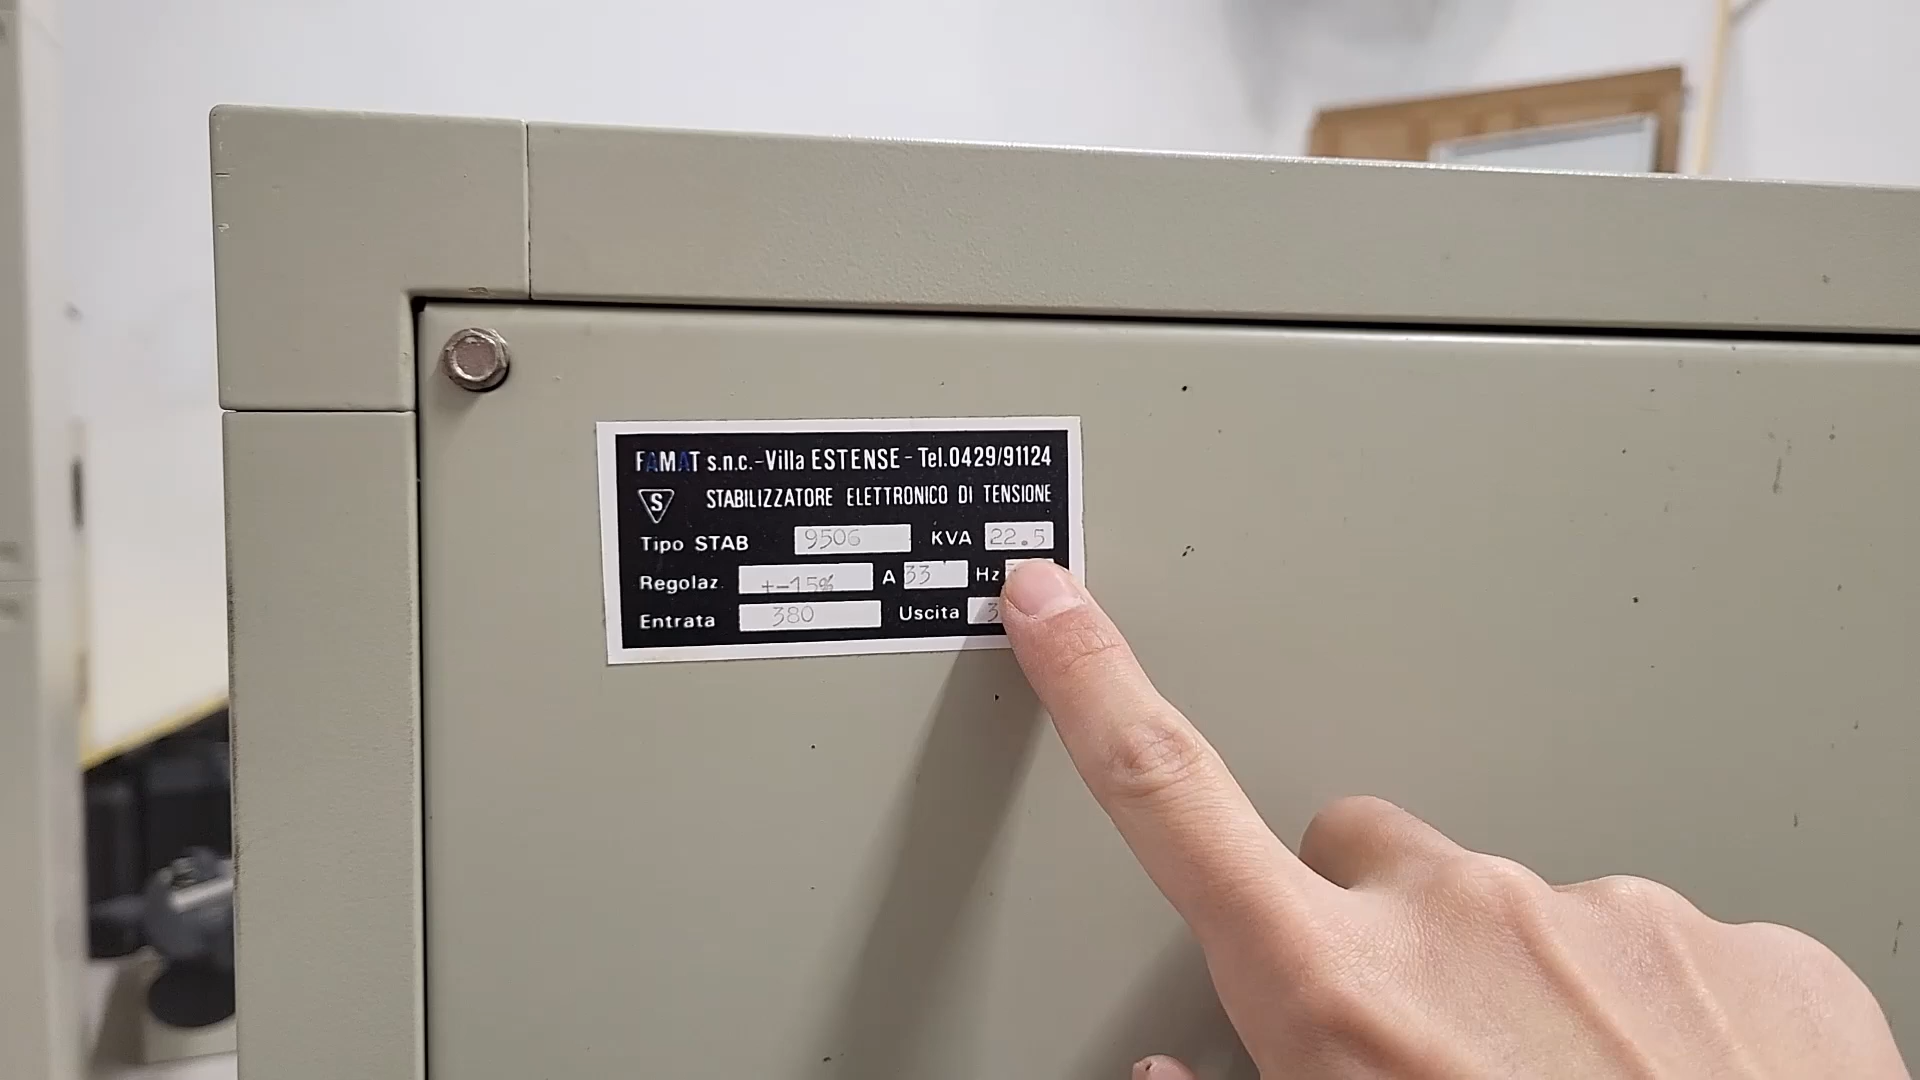 FAMAT s.n.c.-Villa ESTENSE - Tel.0429/91124
S STABILIZZATORE ELETTRONICO DI TENSIONE
Tipo STAB 9506 KVA 22.5
Regolaz. +-15% A 33 Hz
Entrata 380 Uscita